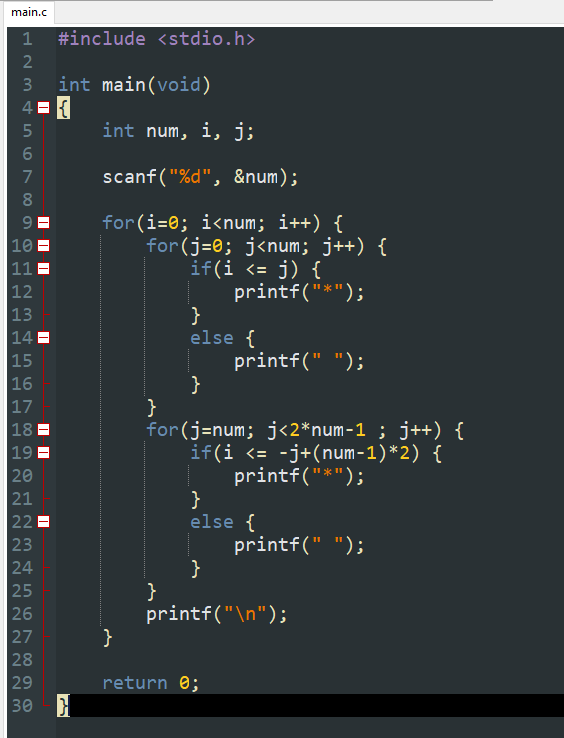 main.c
1 #include <stdio.h>
2
3 int main(void)
4 {
5     int num, i, j;
6
7     scanf("%d", &num);
8
9     for(i=0; i<num; i++) {
10         for(j=0; j<num; j++) {
11             if(i <= j) {
12                 printf("*");
13             }
14             else {
15                 printf(" ");
16             }
17         }
18         for(j=num; j<2*num-1 ; j++) {
19             if(i <= -j+(num-1)*2) {
20                 printf("*");
21             }
22             else {
23                 printf(" ");
24             }
25         }
26         printf("\n");
27     }
28
29     return 0;
30 }